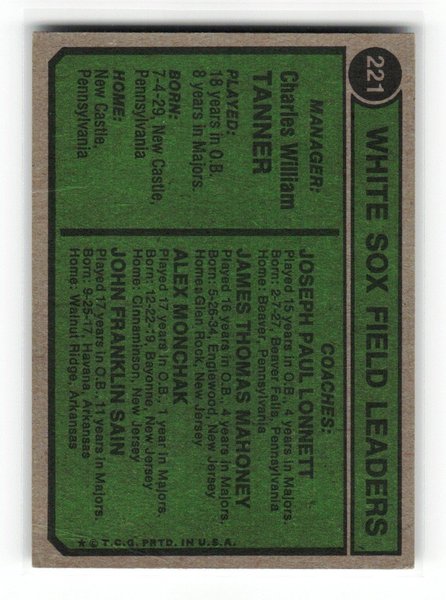 221
WHITE SOX FIELD LEADERS
MANAGER:
Charles William
TANNER
PLAYED:
18 years in O.B.
8 years in Majors.
BORN:
7-4-29, New Castle,
Pennsylvania
HOME:
New Castle,
Pennsylvania
COACHES:
JOSEPH PAUL LONNETT
Played 15 years in O.B. 4 years in Majors.
Born: 2-7-27, Beaver Falls, Pennsylvania
Home: Beaver, Pennsylvania
JAMES THOMAS MAHONEY
Played 16 years in O.B. 4 years in Majors.
Born: 5-26-34, Englewood, New Jersey
Home: Glen Rock, New Jersey
ALEX MONCHAK
Played 17 years in O.B., 1 year in Majors.
Born: 12-22-19, Bayonne, New Jersey
Home: Cinnaminson, New Jersey
JOHN FRANKLIN SAIN
Played 17 years in O.B. 11 years in Majors.
Born: 9-25-17, Havana, Arkansas
Home: Walnut Ridge, Arkansas
★ © T.C.G. PRTD. IN U.S.A.